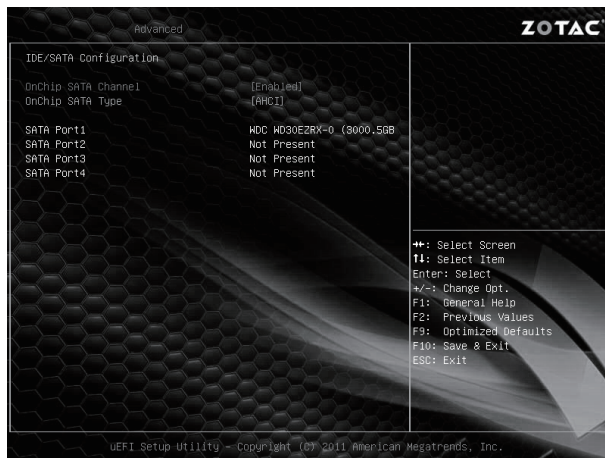 Advanced
ZOTAC
IDE/SATA Configuration
OnChip SATA Channel [Enabled]
OnChip SATA Type [AHCI]
SATA Port1 WDC WD30EZRX-0 (3000.5GB
SATA Port2 Not Present
SATA Port3 Not Present
SATA Port4 Not Present
→←: Select Screen
↑↓: Select Item
Enter: Select
+/-: Change Opt.
F1: General Help
F2: Previous Values
F9: Optimized Defaults
F10: Save & Exit
ESC: Exit
uEFI Setup Utility - Copyright (C) 2011 American Megatrends, Inc.